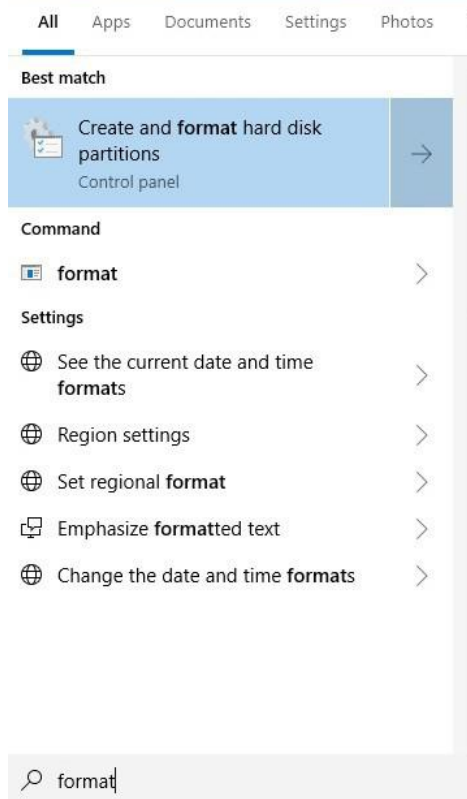 All Apps Documents Settings Photos
Best match
Create and format hard disk
partitions
Control panel
Command
format
Settings
See the current date and time
formats
Region settings
Set regional format
Emphasize formatted text
Change the date and time formats
format